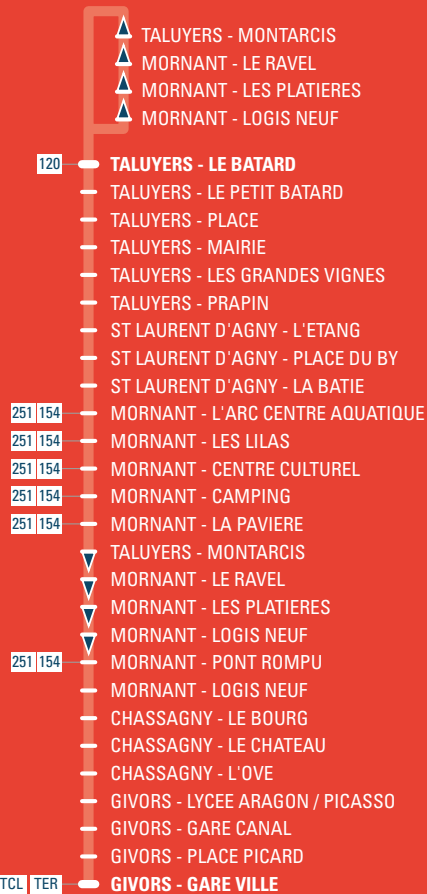 TALUYERS - MONTARCIS
MORNANT - LE RAVEL
MORNANT - LES PLATIERES
MORNANT - LOGIS NEUF
120 TALUYERS - LE BATARD
TALUYERS - LE PETIT BATARD
TALUYERS - PLACE
TALUYERS - MAIRIE
TALUYERS - LES GRANDES VIGNES
TALUYERS - PRAPIN
ST LAURENT D'AGNY - L'ETANG
ST LAURENT D'AGNY - PLACE DU BY
ST LAURENT D'AGNY - LA BATIE
251 154 MORNANT - L'ARC CENTRE AQUATIQUE
251 154 MORNANT - LES LILAS
251 154 MORNANT - CENTRE CULTUREL
251 154 MORNANT - CAMPING
251 154 MORNANT - LA PAVIERE
TALUYERS - MONTARCIS
MORNANT - LE RAVEL
MORNANT - LES PLATIERES
MORNANT - LOGIS NEUF
251 154 MORNANT - PONT ROMPU
MORNANT - LOGIS NEUF
CHASSAGNY - LE BOURG
CHASSAGNY - LE CHATEAU
CHASSAGNY - L'OVE
GIVORS - LYCEE ARAGON / PICASSO
GIVORS - GARE CANAL
GIVORS - PLACE PICARD
TCL TER GIVORS - GARE VILLE